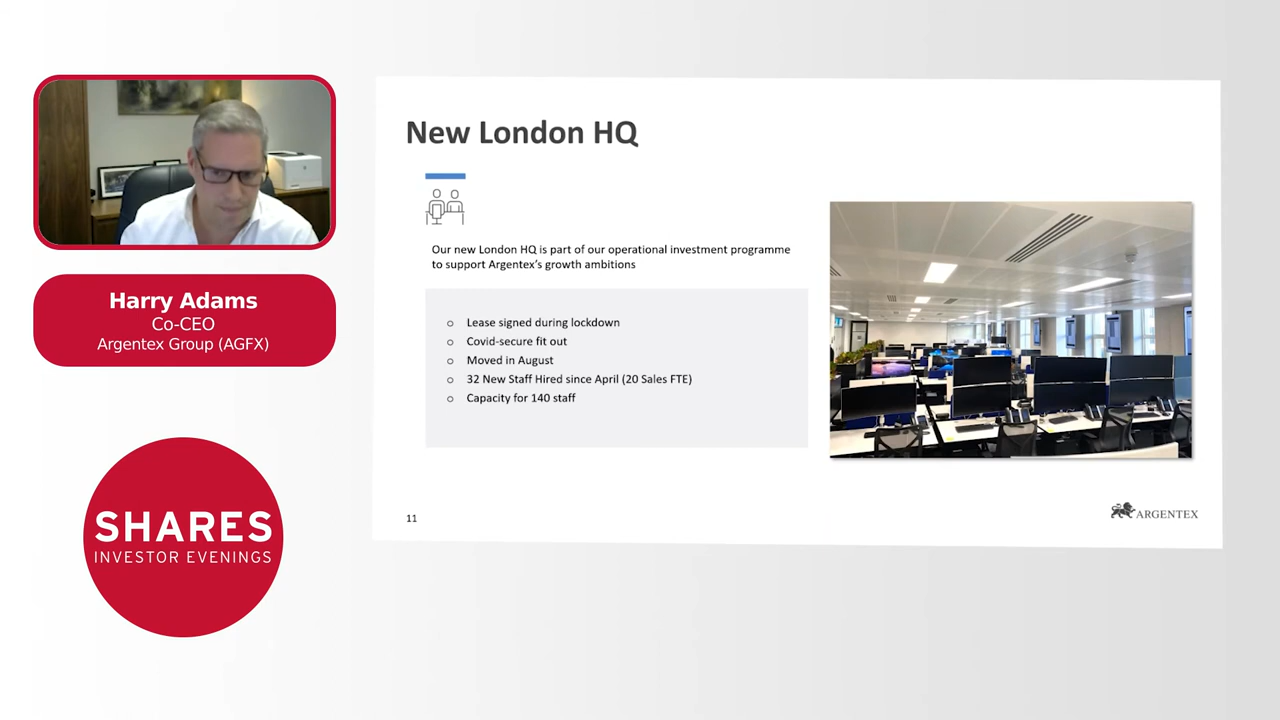 Harry Adams
Co-CEO
Argentex Group (AGFX)
SHARES
INVESTOR EVENINGS
New London HQ
Our new London HQ is part of our operational investment programme
to support Argentex's growth ambitions
o Lease signed during lockdown
o Covid-secure fit out
o Moved in August
o 32 New Staff Hired since April (20 Sales FTE)
o Capacity for 140 staff
11
ARGENTEX